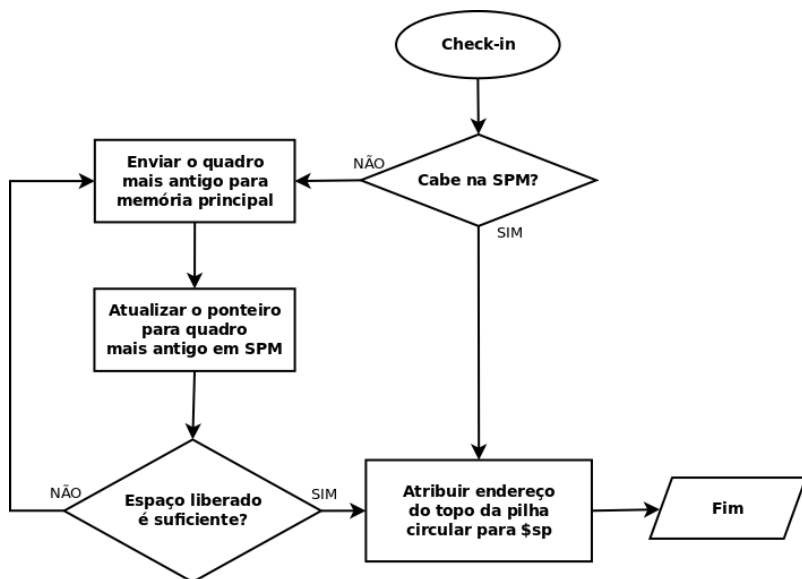 Check-in
Cabe na SPM?
NÃO
SIM
Enviar o quadro
mais antigo para
memória principal
Atualizar o ponteiro
para quadro
mais antigo em SPM
Espaço liberado
é suficiente?
NÃO
SIM
Atribuir endereço
do topo da pilha
circular para $sp
Fim